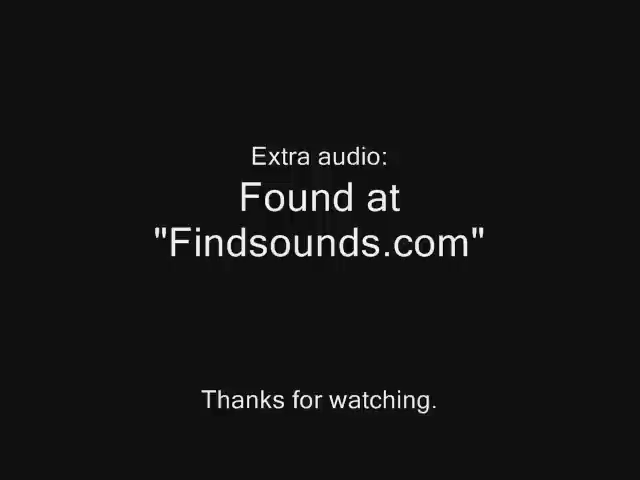 Extra audio:
Found at
"Findsounds.com"
Thanks for watching.